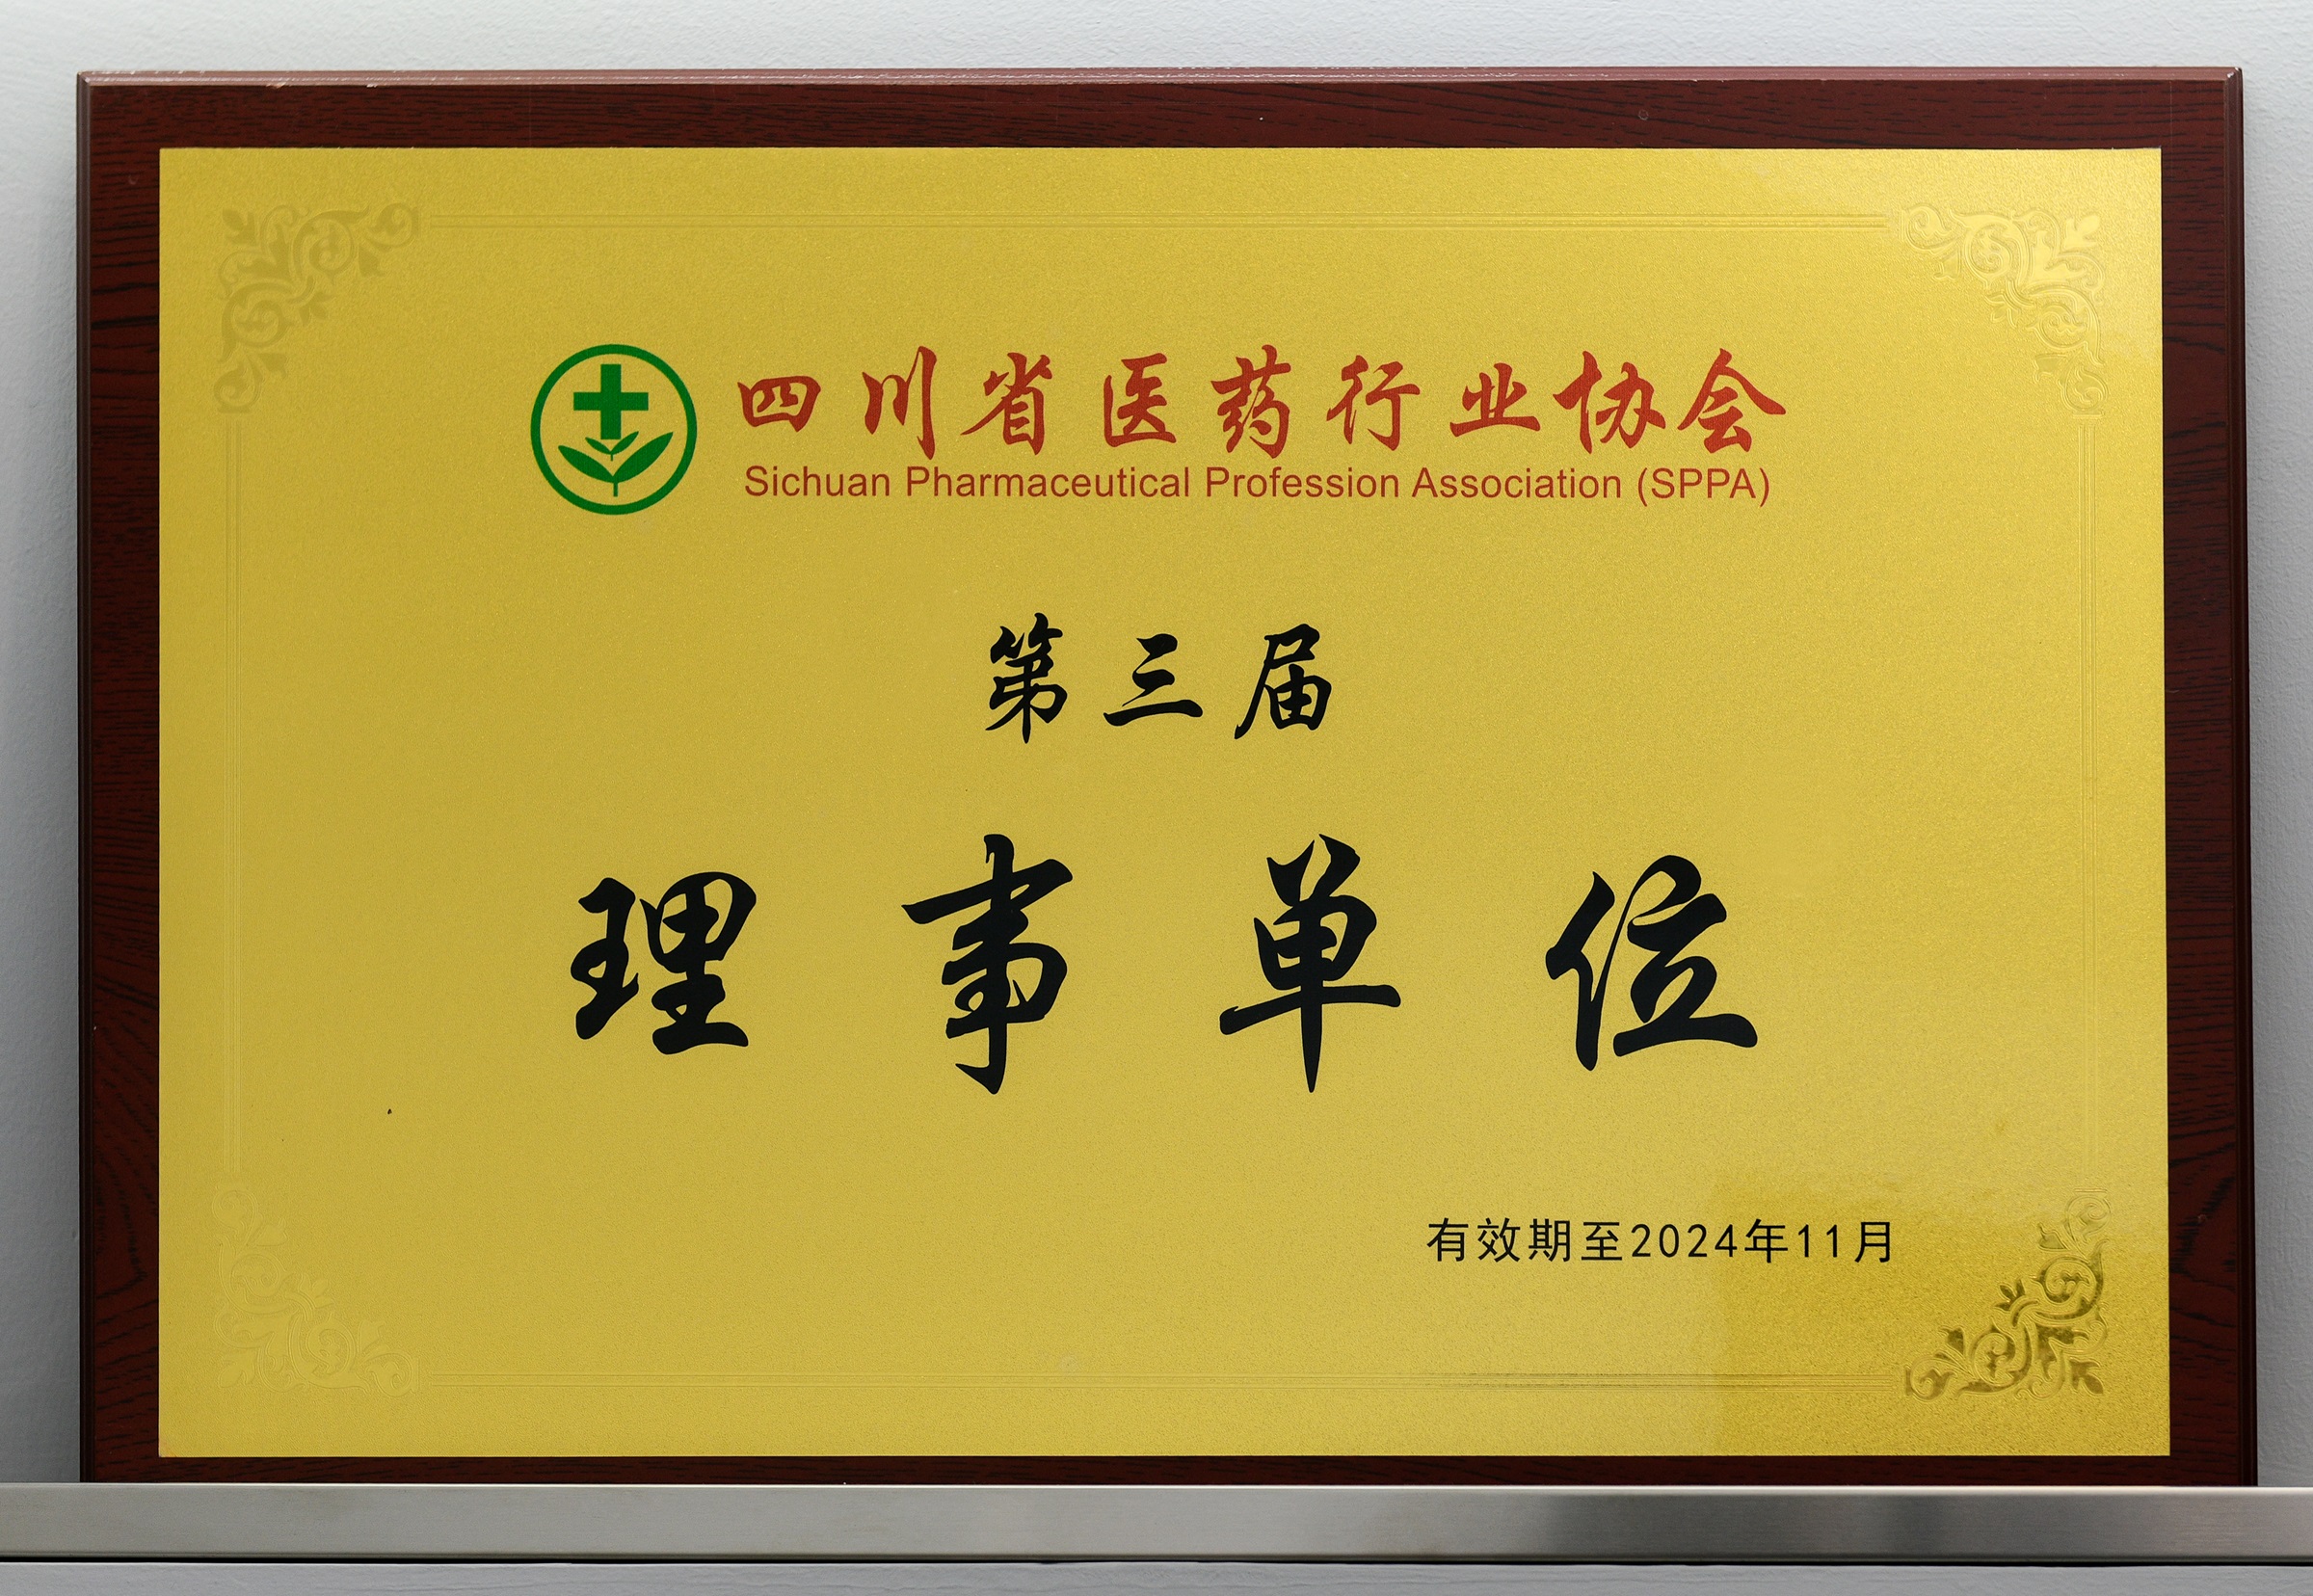 四川省医药行业协会
Sichuan Pharmaceutical Profession Association (SPPA)
第三届
理事单位
有效期至2024年11月